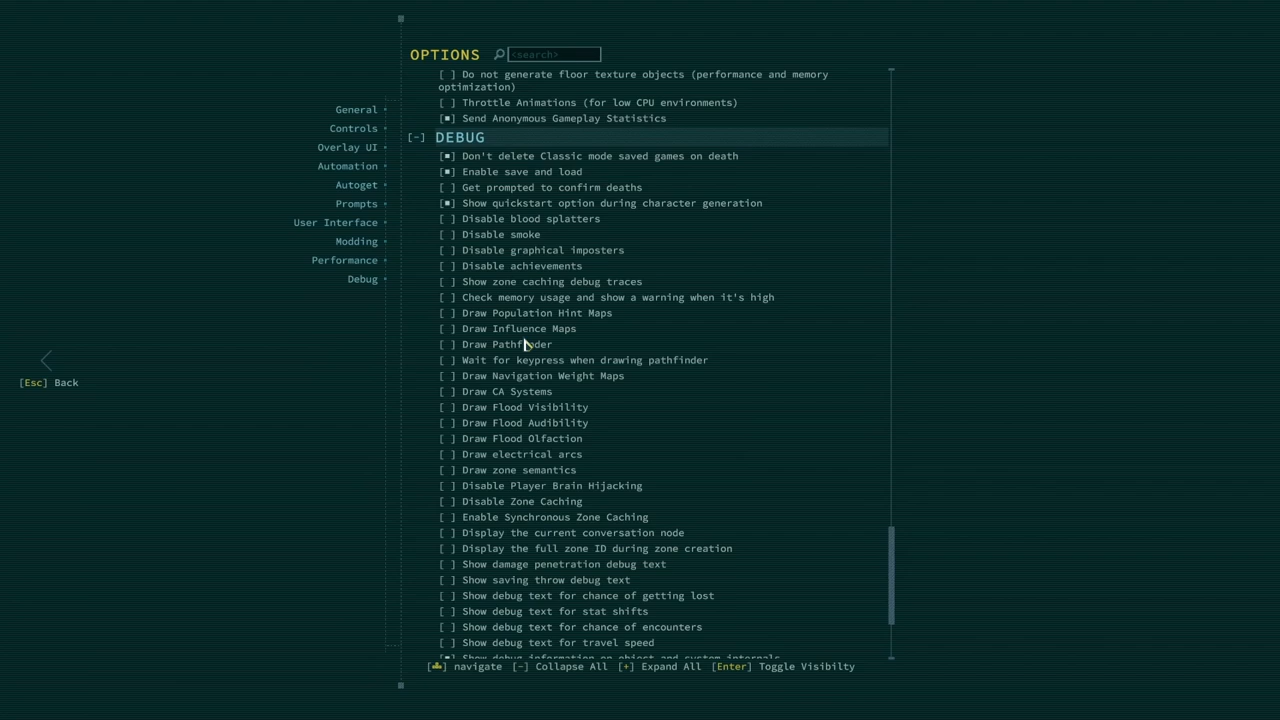 OPTIONS <search>
[ ] Do not generate floor texture objects (performance and memory
optimization)
[ ] Throttle Animations (for low CPU environments)
[■] Send Anonymous Gameplay Statistics
[-] DEBUG
[■] Don't delete Classic mode saved games on death
[■] Enable save and load
[ ] Get prompted to confirm deaths
[■] Show quickstart option during character generation
[ ] Disable blood splatters
[ ] Disable smoke
[ ] Disable graphical imposters
[ ] Disable achievements
[ ] Show zone caching debug traces
[ ] Check memory usage and show a warning when it's high
[ ] Draw Population Hint Maps
[ ] Draw Influence Maps
[ ] Draw Pathfinder
[ ] Wait for keypress when drawing pathfinder
[ ] Draw Navigation Weight Maps
[ ] Draw CA Systems
[ ] Draw Flood Visibility
[ ] Draw Flood Audibility
[ ] Draw Flood Olfaction
[ ] Draw electrical arcs
[ ] Draw zone semantics
[ ] Disable Player Brain Hijacking
[ ] Disable Zone Caching
[ ] Enable Synchronous Zone Caching
[ ] Display the current conversation node
[ ] Display the full zone ID during zone creation
[ ] Show damage penetration debug text
[ ] Show saving throw debug text
[ ] Show debug text for chance of getting lost
[ ] Show debug text for stat shifts
[ ] Show debug text for chance of encounters
[ ] Show debug text for travel speed
[■] Show debug information on object and system internals
General
Controls
Overlay UI
Automation
Autoget
Prompts
User Interface
Modding
Performance
Debug
[Esc] Back
navigate [-] Collapse All [+] Expand All [Enter] Toggle Visibilty